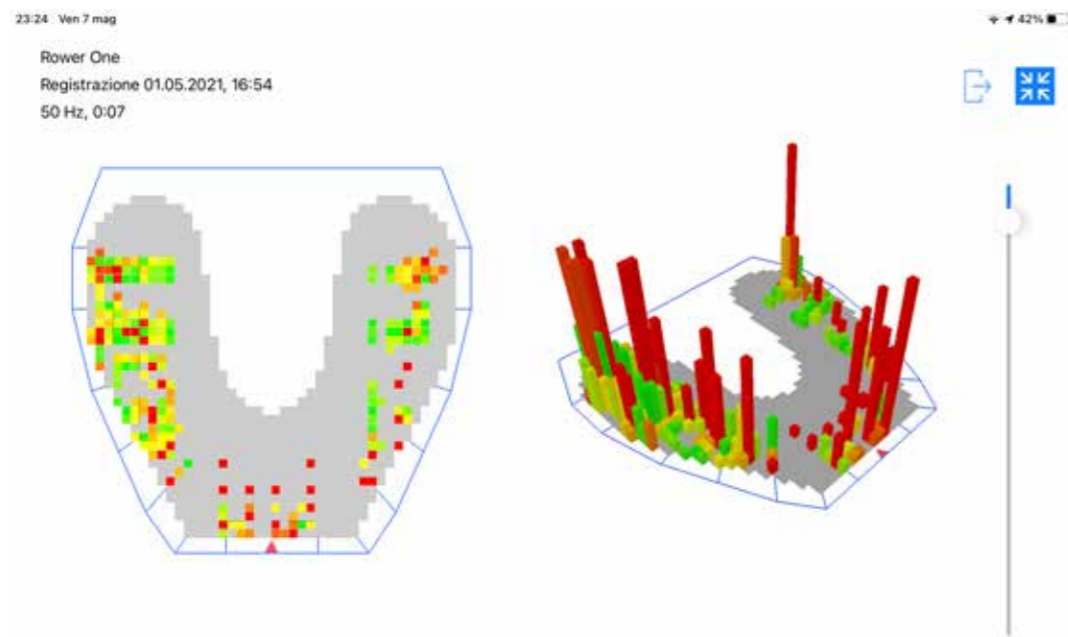 23:24 Ven 7 mag
42%
Rower One
Registrazione 01.05.2021, 16:54
50 Hz, 0:07